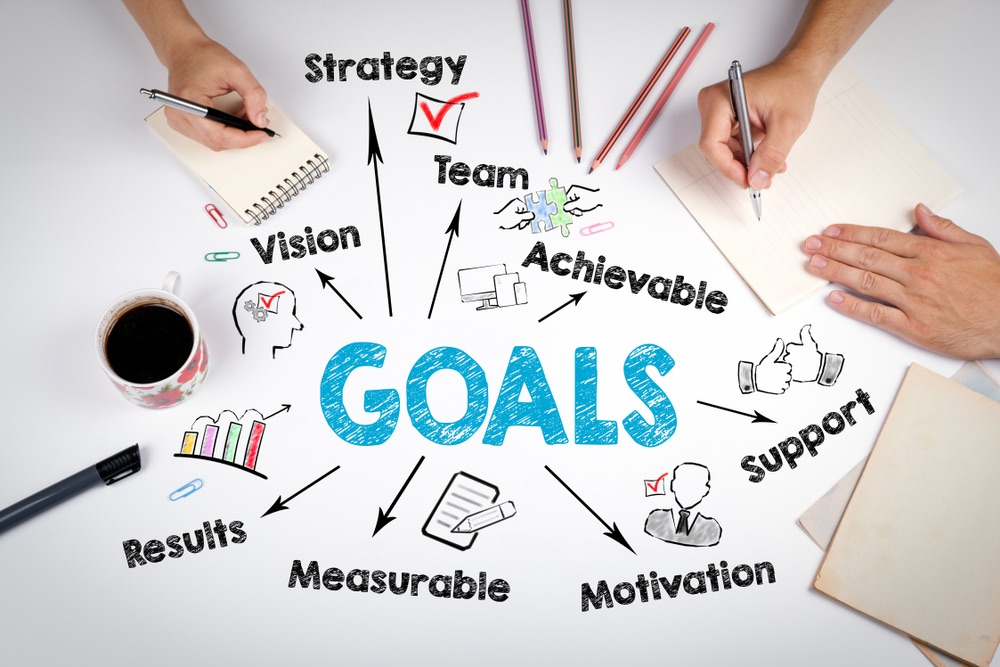 Strategy
Team
Vision
Achievable
GOALS
Support
Results
Measurable
Motivation